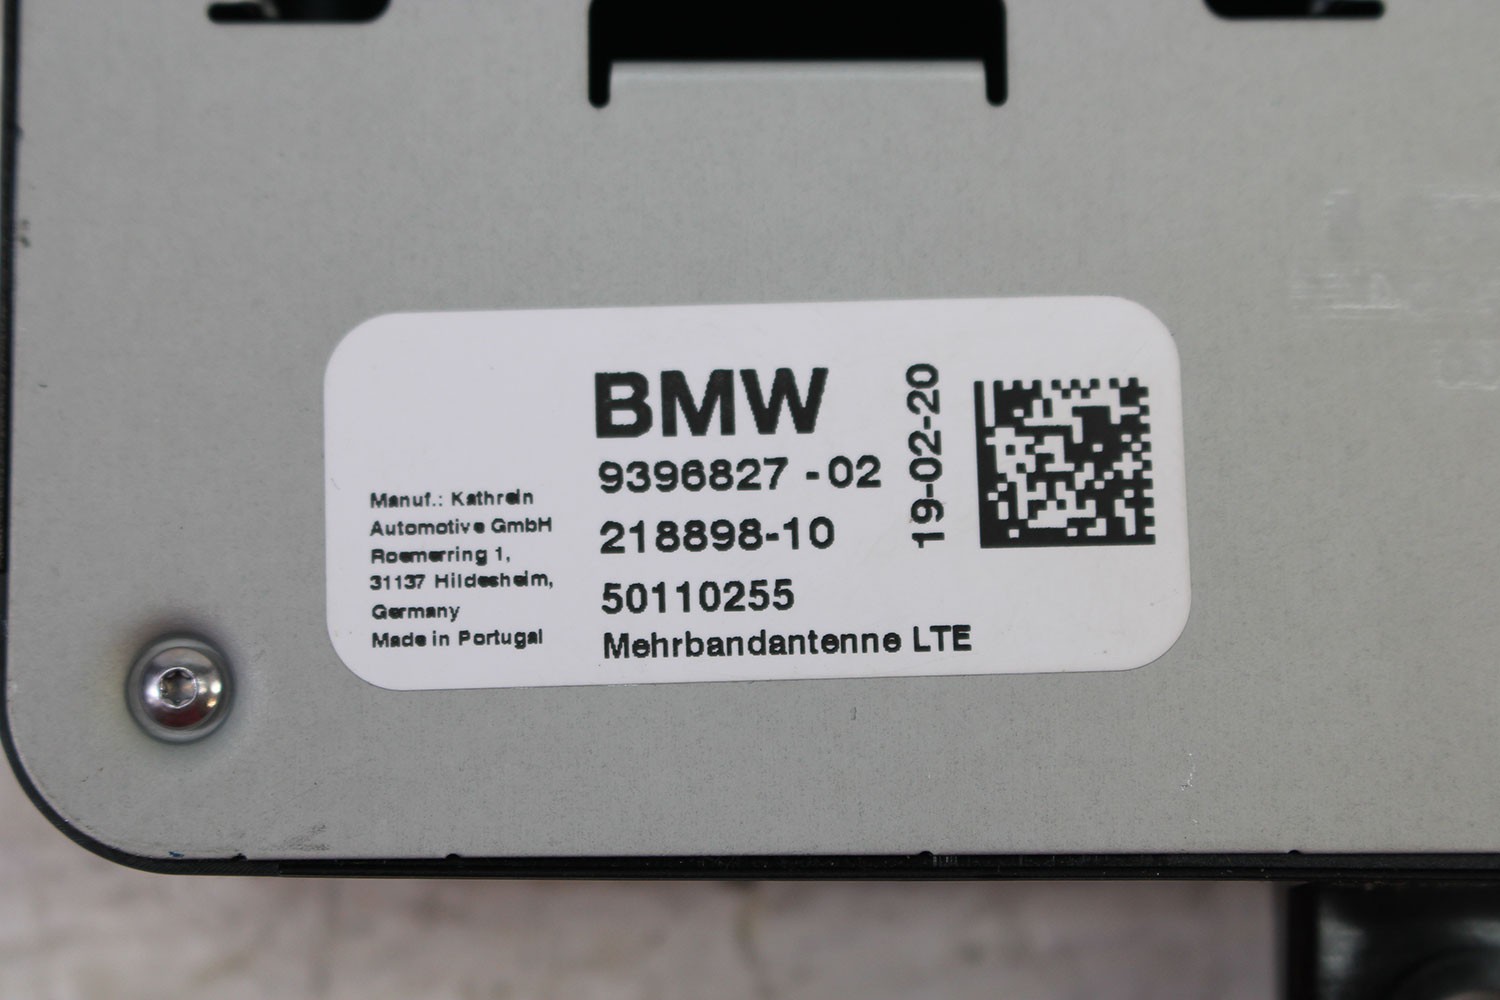 BMW
9396827 -02
218898-10
50110255
Mehrbandantenne LTE
19-02-20
Manuf.: Kathrein
Automotive GmbH
Roemerring 1,
31137 Hildesheim,
Germany
Made in Portugal